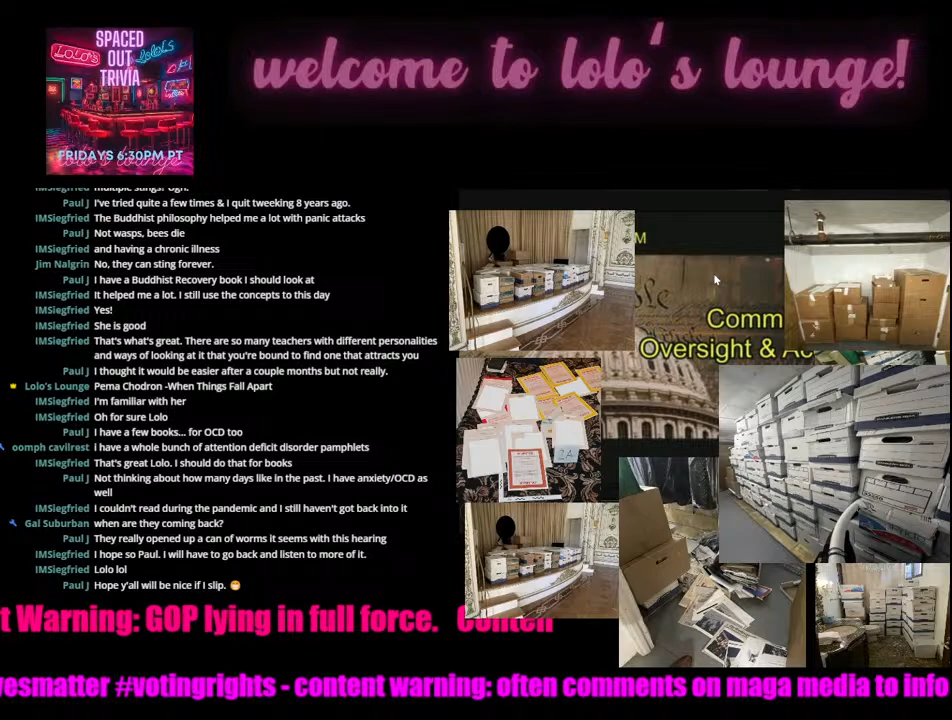 SPACED
OUT
TRIVIA
LOLO'S
FRIDAYS 6:30PM PT
lolo's lounge
welcome to lolo's lounge!
IMSiegfried multiple stings? Ugh.
Paul J I've tried quite a few times & I quit tweeking 8 years ago.
IMSiegfried The Buddhist philosophy helped me a lot with panic attacks
Paul J Not wasps, bees die
IMSiegfried and having a chronic illness
Jim Nalgrin No, they can sting forever.
Paul J I have a Buddhist Recovery book I should look at
IMSiegfried It helped me a lot. I still use the concepts to this day
IMSiegfried Yes!
IMSiegfried She is good
IMSiegfried That's what's great. There are so many teachers with different personalities
and ways of looking at it that you're bound to find one that attracts you
Paul J I thought it would be easier after a couple months but not really.
Lolo's Lounge Pema Chodron -When Things Fall Apart
IMSiegfried I'm familiar with her
IMSiegfried Oh for sure Lolo
Paul J I have a few books... for OCD too
oomph cavilrest I have a whole bunch of attention deficit disorder pamphlets
IMSiegfried That's great Lolo. I should do that for books
Paul J Not thinking about how many days like in the past. I have anxiety/OCD as
well
IMSiegfried I couldn't read during the pandemic and I still haven't got back into it
Gal Suburban when are they coming back?
Paul J They really opened up a can of worms it seems with this hearing
IMSiegfried I hope so Paul. I will have to go back and listen to more of it.
IMSiegfried Lolo lol
Paul J Hope y'all will be nice if I slip. 😁
M
Comm
Oversight & Ac
2A
t Warning: GOP lying in full force. Conten
vesmatter #votingrights - content warning: often comments on maga media to info